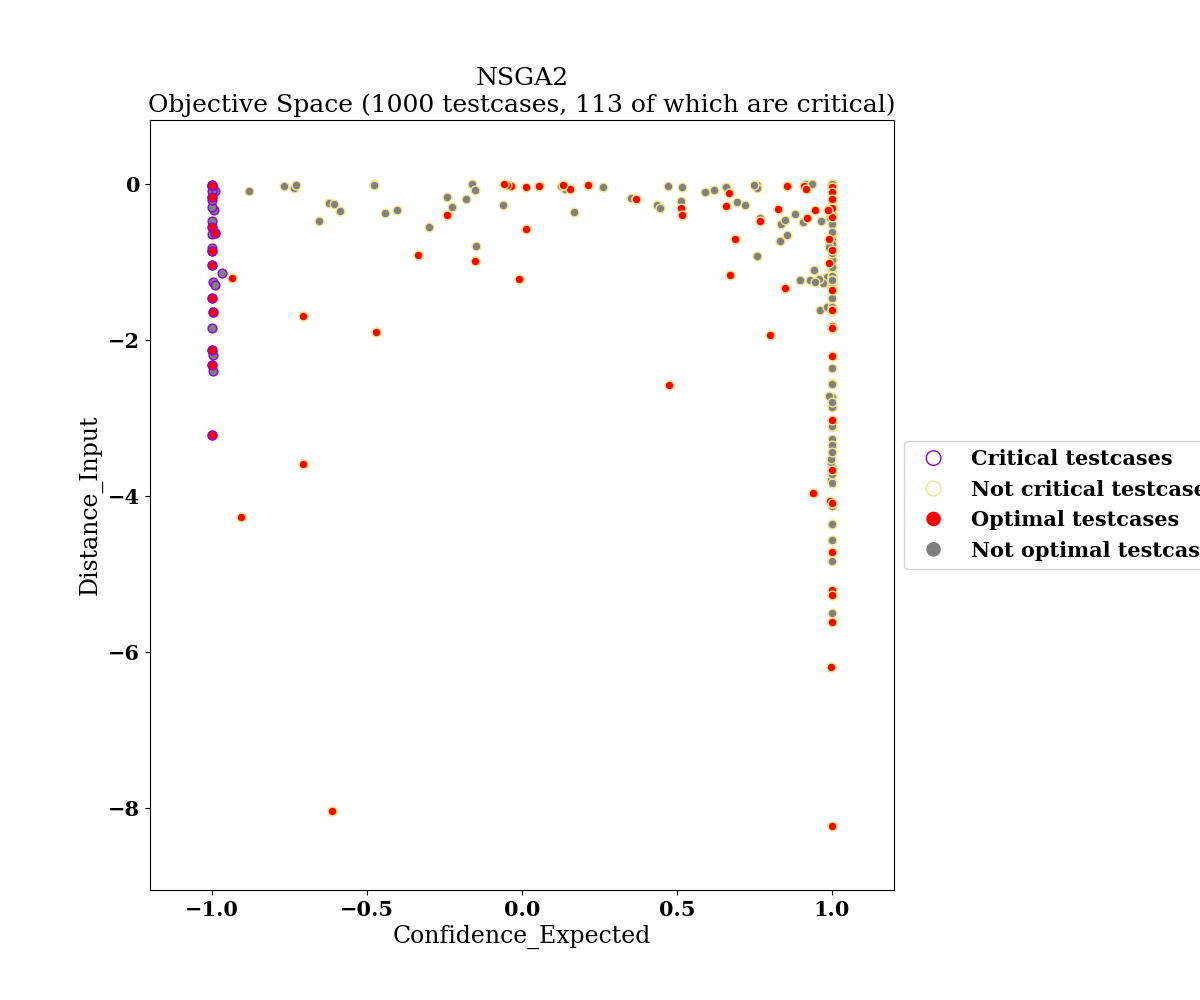 NSGA2
Objective Space (1000 testcases, 113 of which are critical)
0
−2
−4
−6
−8
Distance_Input
−1.0
−0.5
0.0
0.5
1.0
Confidence_Expected
Critical testcases
Not critical testcase
Optimal testcases
Not optimal testcas